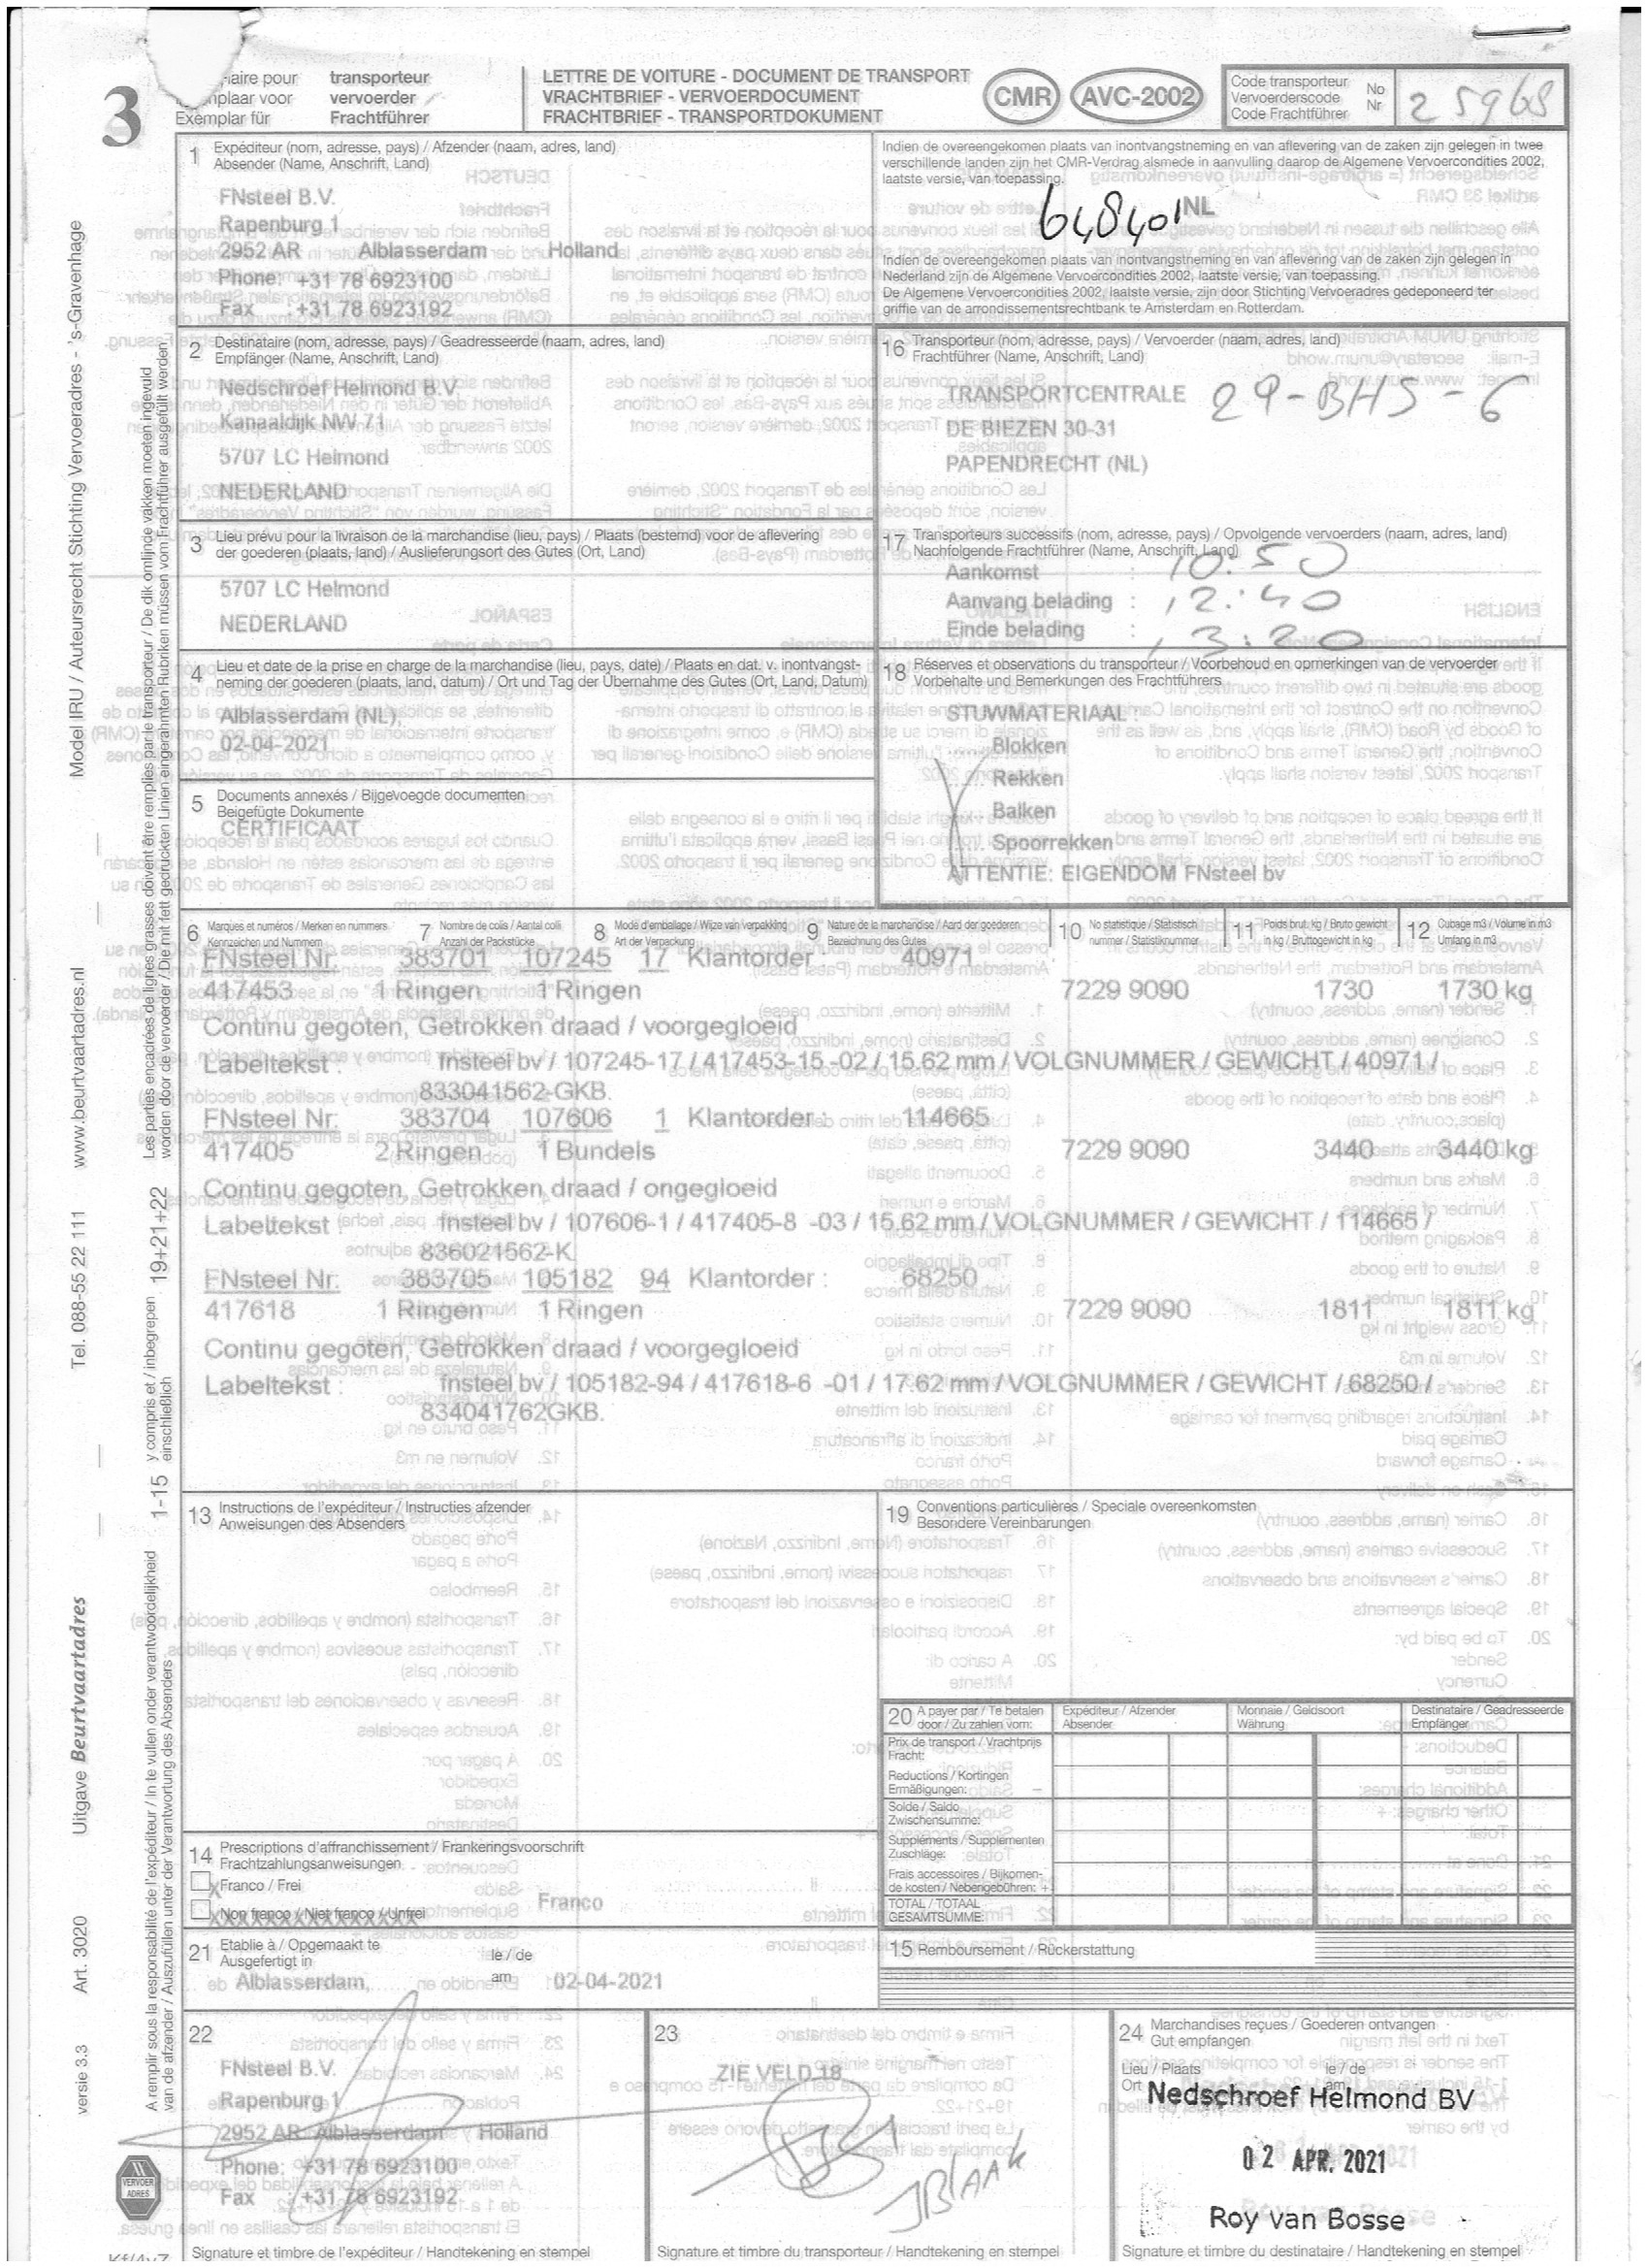 3
transporteur
vervoerder
Frachtführer
aire pour
plaar voor
Exemplar für
LETTRE DE VOITURE - DOCUMENT DE TRANSPORT
VRACHTBRIEF - VERVOERDOCUMENT
FRACHTBRIEF - TRANSPORTDOKUMENT
CMR
AVC-2002
Code transporteur
Vervoerderscode
Code Frachtführer
No
Nr
25968
1 Expéditeur (nom, adresse, pays) / Afzender (naam, adres, land)
Absender (Name, Anschrift, Land)
FNsteel B.V.
Rapenburg 1
2952 AR Alblasserdam Holland
Phone: +31 78 6923100
Fax : +31 78 6923192
Indien de overeengekomen plaats van inontvangstneming en van aflevering van de zaken zijn gelegen in twee
verschillende landen zijn het CMR-Verdrag alsmede in aanvulling daarop de Algemene Vervoercondities 2002,
laatste versie, van toepassing.
NL
Indien de overeengekomen plaats van inontvangstneming en van aflevering van de zaken zijn gelegen in
Nederland zijn de Algemene Vervoercondities 2002, laatste versie, van toepassing.
De Algemene Vervoercondities 2002, laatste versie, zijn door Stichting Vervoeradres gedeponeerd ter
griffie van de arrondissementsrechtbank te Amsterdam en Rotterdam.
2 Destinataire (nom, adresse, pays) / Geadresseerde (naam, adres, land)
Empfänger (Name, Anschrift, Land)
Nedschroef Helmond B.V.
Kanaaldijk NW 71
5707 LC Helmond
NEDERLAND
16 Transporteur (nom, adresse, pays) / Vervoerder (naam, adres, land)
Frachtführer (Name, Anschrift, Land)
TRANSPORTCENTRALE
DE BIEZEN 30-31
PAPENDRECHT (NL)
29-BHS-6
3 Lieu prévu pour la livraison de la marchandise (lieu, pays) / Plaats (bestemd) voor de aflevering
der goederen (plaats, land) / Auslieferungsort des Gutes (Ort, Land)
5707 LC Helmond
NEDERLAND
17 Transporteurs successifs (nom, adresse, pays) / Opvolgende vervoerders (naam, adres, land)
Nachfolgende Frachtführer (Name, Anschrift, Land)
Aankomst : 10:50
Aanvang belading : 12:40
Einde belading : 13:20
4 Lieu et date de la prise en charge de la marchandise (lieu, pays, date) / Plaats en dat. v. inontvangst-
neming der goederen (plaats, land, datum) / Ort und Tag der Übernahme des Gutes (Ort, Land, Datum)
Alblasserdam (NL),
02-04-2021
18 Réserves et observations du transporteur / Voorbehoud en opmerkingen van de vervoerder
Vorbehalte und Bemerkungen des Frachtführers
STUWMATERIAAL :
Blokken
Rekken
Balken
Spoorrekken
ATTENTIE: EIGENDOM FNsteel bv
5 Documents annexés / Bijgevoegde documenten
Beigefügte Dokumente
CERTIFICAAT
6 Marques et numéros / Merken en nummers
Kennzeichen und Nummern
7 Nombre de colis / Aantal colli
Anzahl der Packstücke
8 Mode d'emballage / Wijze van verpakking
Art der Verpackung
9 Nature de la marchandise / Aard der goederen
Bezeichnung des Gutes
10 No statistique / Statistisch
nummer / Statistiknummer
11 Poids brut, kg / Bruto gewicht
in kg / Bruttogewicht in kg
12 Cubage m3 / Volume in m3
Umfang in m3
FNsteel Nr. 383701 107245 17 Klantorder : 40971
417453 1 Ringen 1 Ringen 7229 9090 1730 1730 kg
Continu gegoten, Getrokken draad / voorgegloeid
Labeltekst : fnsteel bv / 107245-17 / 417453-15 -02 / 15.62 mm / VOLGNUMMER / GEWICHT / 40971 /
833041562-GKB.
FNsteel Nr. 383704 107606 1 Klantorder : 114665
417405 2 Ringen 1 Bundels 7229 9090 3440 3440 kg
Continu gegoten, Getrokken draad / ongegloeid
Labeltekst : fnsteel bv / 107606-1 / 417405-8 -03 / 15.62 mm / VOLGNUMMER / GEWICHT / 114665 /
836021562-K.
FNsteel Nr. 383705 105182 94 Klantorder : 68250
417618 1 Ringen 1 Ringen 7229 9090 1811 1811 kg
Continu gegoten, Getrokken draad / voorgegloeid
Labeltekst : fnsteel bv / 105182-94 / 417618-6 -01 / 17.62 mm / VOLGNUMMER / GEWICHT / 68250 /
834041762GKB.
13 Instructions de l'expéditeur / Instructies afzender
Anweisungen des Absenders
19 Conventions particulières / Speciale overeenkomsten
Besondere Vereinbarungen
20 A payer par / Te betalen
door / Zu zahlen vom:
Expéditeur / Afzender
Absender
Monnaie / Geldsoort
Währung
Destinataire / Geadresseerde
Empfänger
Prix de transport / Vrachtprijs
Fracht:
Reductions / Kortingen
Ermäßigungen: –
Solde / Saldo
Zwischensumme:
Suppléments / Supplementen
Zuschläge:
Frais accessoires / Bijkomen-
de kosten / Nebengebühren: +
TOTAL / TOTAAL
GESAMTSUMME:
14 Prescriptions d'affranchissement / Frankeringsvoorschrift
Frachtzahlungsanweisungen
Franco / Frei
Non franco / Niet franco / Unfrei
Franco
21 Etablie à / Opgemaakt te
Ausgefertigt in
Alblasserdam,
le / de
am
02-04-2021
15 Remboursement / Rückerstattung
22
FNsteel B.V.
Rapenburg 1
2952 AR Alblasserdam Holland
Phone: +31 78 6923100
Fax : +31 78 6923192
Signature et timbre de l'expéditeur / Handtekening en stempel
23
ZIE VELD 18
JBLAAK
Signature et timbre du transporteur / Handtekening en stempel
24 Marchandises reçues / Goederen ontvangen
Gut empfangen
Lieu / Plaats
Ort
le / de
am
Nedschroef Helmond BV
02 APR. 2021
Roy van Bosse
Signature et timbre du destinataire / Handtekening en stempel
Model IRU / Auteursrecht Stichting Vervoeradres - 's-Gravenhage
www.beurtvaartadres.nl
Tel. 088-55 22 111
Uitgave Beurtvaartadres
Art. 3020
versie 3.3
Les parties encadrées de lignes grasses doivent être remplies par le transporteur / De dik omlijnde vakken moeten ingevuld
worden door de vervoerder / Die mit fett gedruckten Linien eingerahmten Rubriken müssen vom Frachtführer ausgefüllt werden
19+21+22
y compris et / inbegrepen
einschließlich
1-15
A remplir sous la responsabilité de l'expéditeur / In te vullen onder verantwoordelijkheid
van de afzender / Auszufüllen unter der Verantwortung des Absenders
VERVOER
ADRES